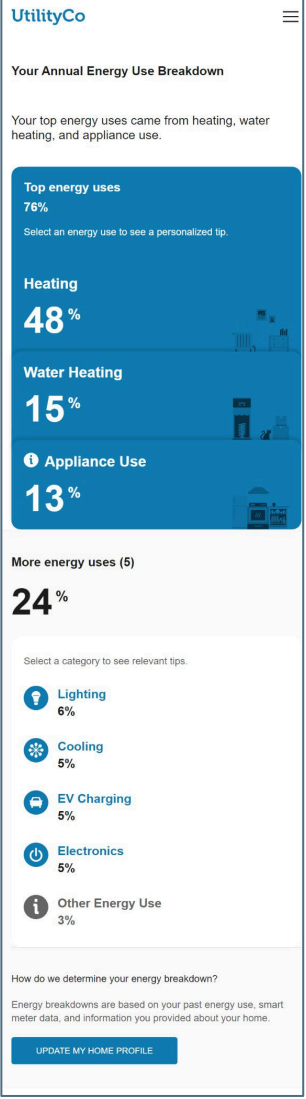 UtilityCo
Your Annual Energy Use Breakdown
Your top energy uses came from heating, water
heating, and appliance use.
Top energy uses
76%
Select an energy use to see a personalized tip.
Heating
48%
Water Heating
15%
Appliance Use
13%
More energy uses (5)
24%
Select a category to see relevant tips.
Lighting
6%
Cooling
5%
EV Charging
5%
Electronics
5%
Other Energy Use
3%
How do we determine your energy breakdown?
Energy breakdowns are based on your past energy use, smart
meter data, and information you provided about your home.
UPDATE MY HOME PROFILE